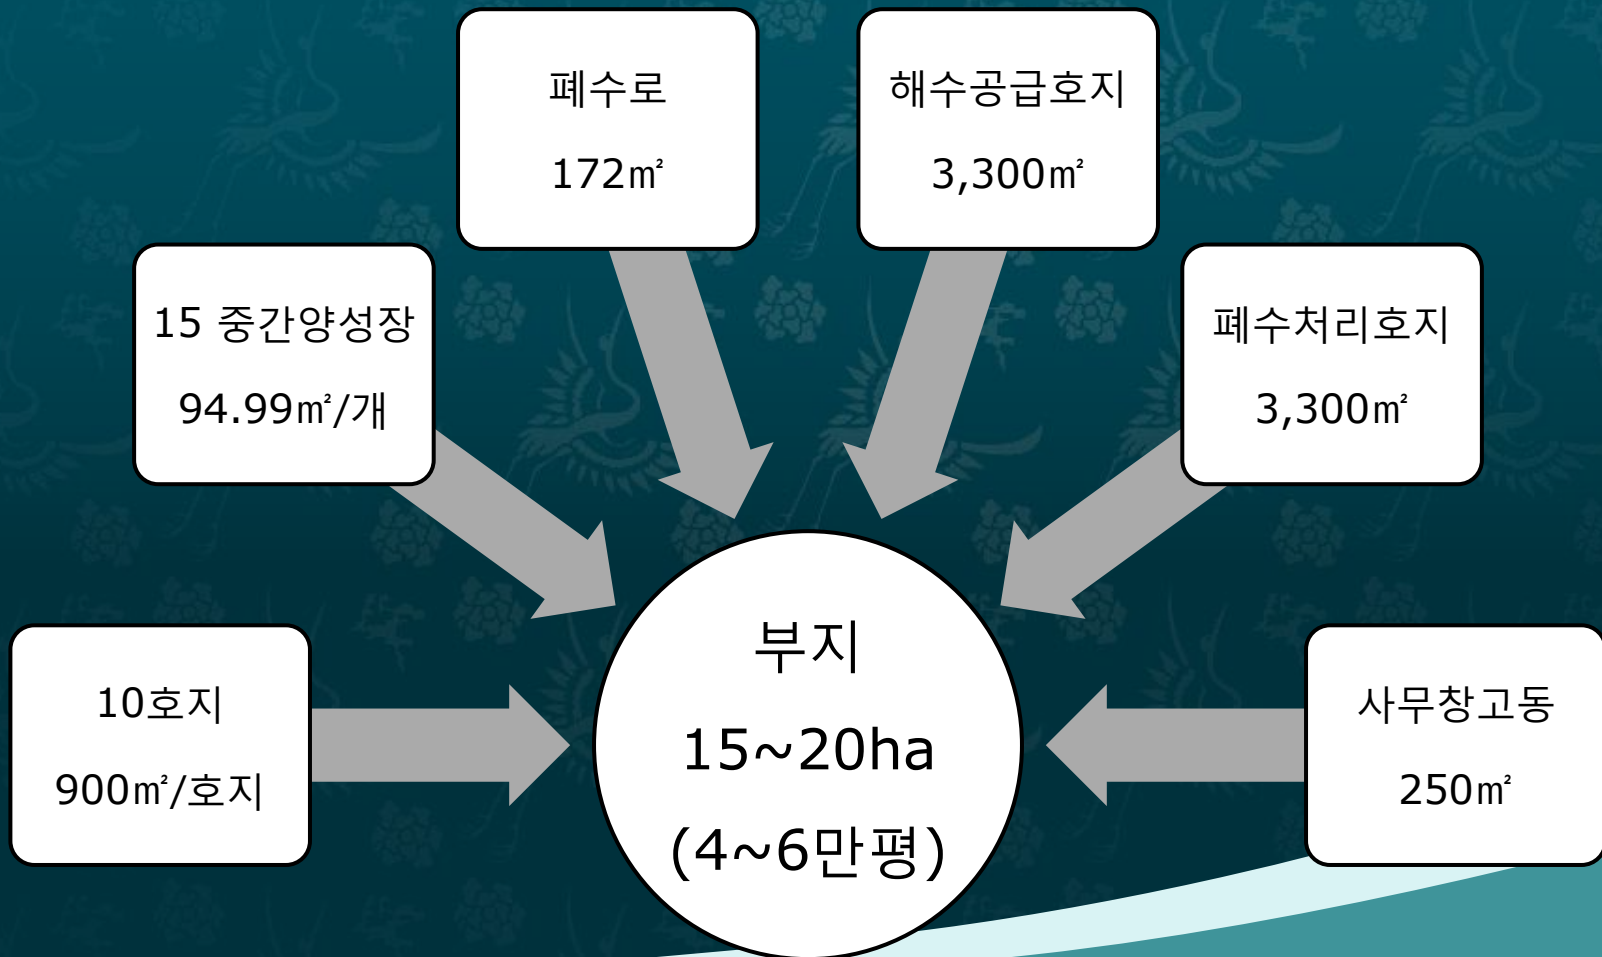 폐수로
172㎡
해수공급호지
3,300㎡
15 중간양성장
94.99㎡/개
폐수처리호지
3,300㎡
10호지
900㎡/호지
부지
15~20ha
(4~6만평)
사무창고동
250㎡